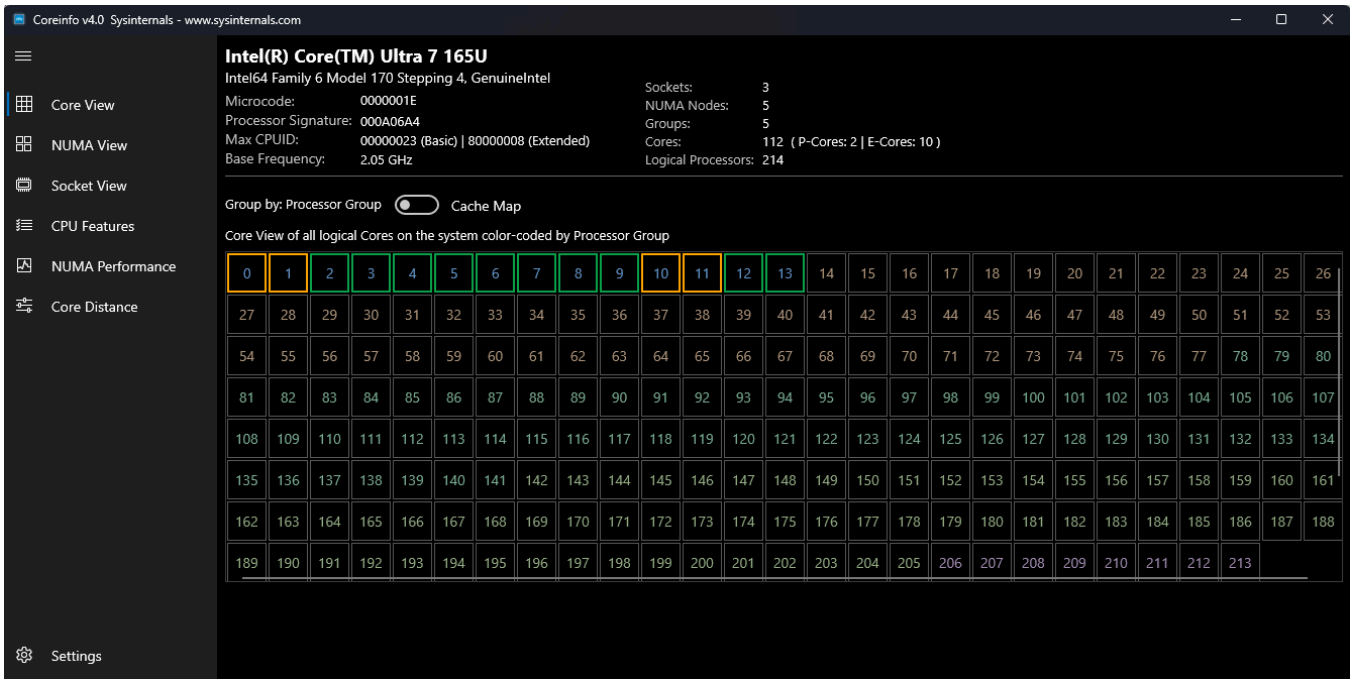 Coreinfo v4.0 Sysinternals - www.sysinternals.com
Core View
NUMA View
Socket View
CPU Features
NUMA Performance
Core Distance
Settings
Intel(R) Core(TM) Ultra 7 165U
Intel64 Family 6 Model 170 Stepping 4, GenuineIntel
Microcode: 0000001E
Processor Signature: 000A06A4
Max CPUID: 00000023 (Basic) | 80000008 (Extended)
Base Frequency: 2.05 GHz
Sockets: 3
NUMA Nodes: 5
Groups: 5
Cores: 112 ( P-Cores: 2 | E-Cores: 10 )
Logical Processors: 214
Group by: Processor Group Cache Map
Core View of all logical Cores on the system color-coded by Processor Group
0 1 2 3 4 5 6 7 8 9 10 11 12 13 14 15 16 17 18 19 20 21 22 23 24 25 26
27 28 29 30 31 32 33 34 35 36 37 38 39 40 41 42 43 44 45 46 47 48 49 50 51 52 53
54 55 56 57 58 59 60 61 62 63 64 65 66 67 68 69 70 71 72 73 74 75 76 77 78 79 80
81 82 83 84 85 86 87 88 89 90 91 92 93 94 95 96 97 98 99 100 101 102 103 104 105 106 107
108 109 110 111 112 113 114 115 116 117 118 119 120 121 122 123 124 125 126 127 128 129 130 131 132 133 134
135 136 137 138 139 140 141 142 143 144 145 146 147 148 149 150 151 152 153 154 155 156 157 158 159 160 161
162 163 164 165 166 167 168 169 170 171 172 173 174 175 176 177 178 179 180 181 182 183 184 185 186 187 188
189 190 191 192 193 194 195 196 197 198 199 200 201 202 203 204 205 206 207 208 209 210 211 212 213